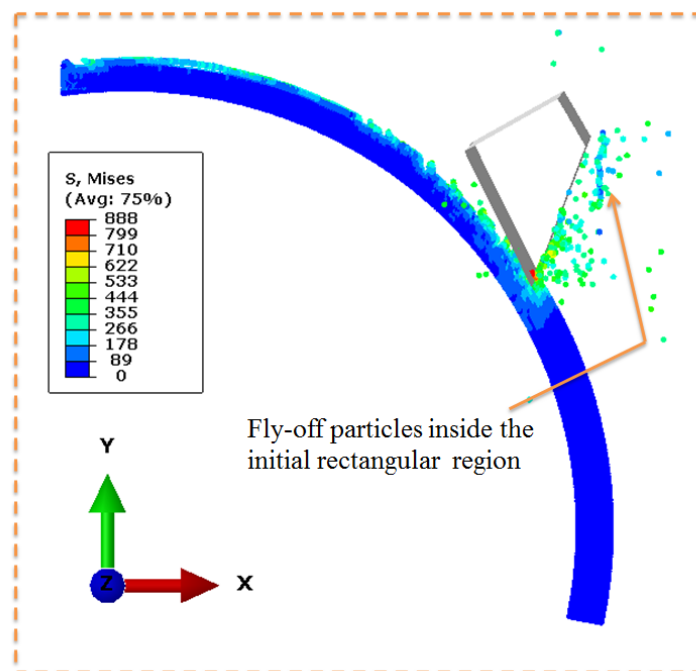 S, Mises
(Avg: 75%)
888
799
710
622
533
444
355
266
178
89
0
Fly-off particles inside the
initial rectangular region
Y
Z
X